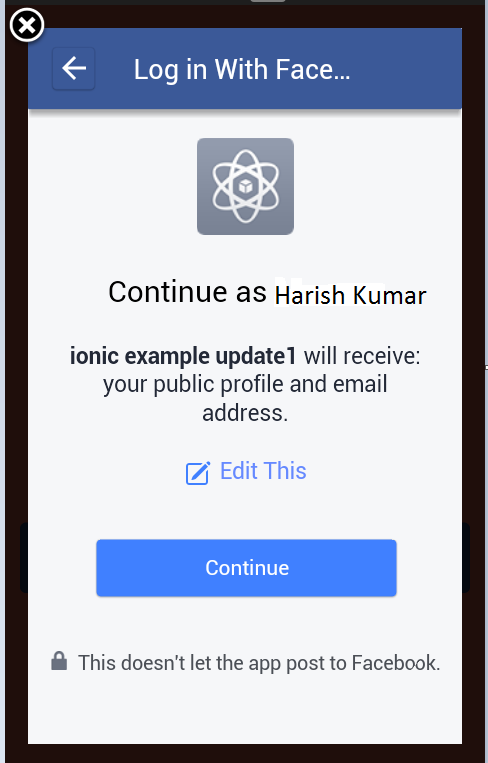 Log in With Face...
Continue as Harish Kumar
ionic example update1 will receive:
your public profile and email
address.
Edit This
Continue
This doesn't let the app post to Facebook.